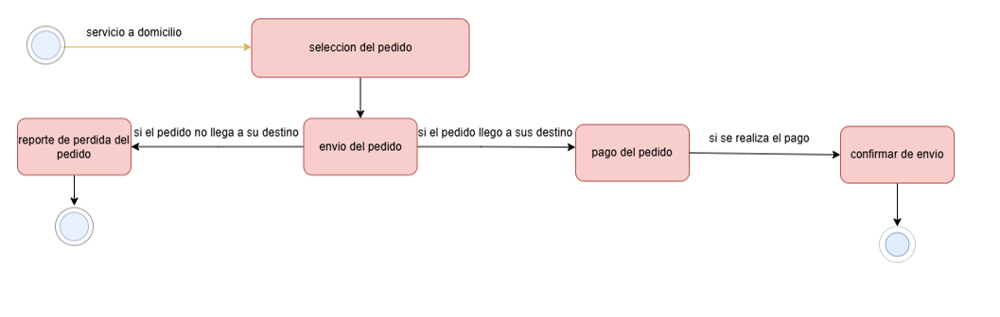 servicio a domicilio
seleccion del pedido
reporte de perdida del
pedido
si el pedido no llega a su destino
envio del pedido
si el pedido llego a sus destino
pago del pedido
si se realiza el pago
confirmar de envio